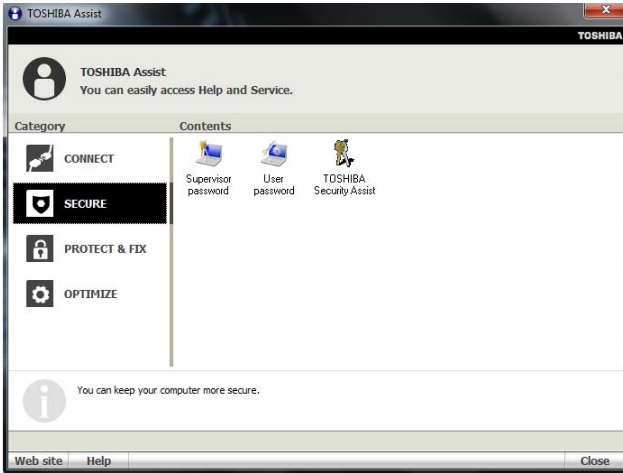 TOSHIBA Assist
TOSHIBA
TOSHIBA Assist
You can easily access Help and Service.
Category
Contents
CONNECT
SECURE
PROTECT & FIX
OPTIMIZE
Supervisor
password
User
password
TOSHIBA
Security Assist
You can keep your computer more secure.
Web site
Help
Close